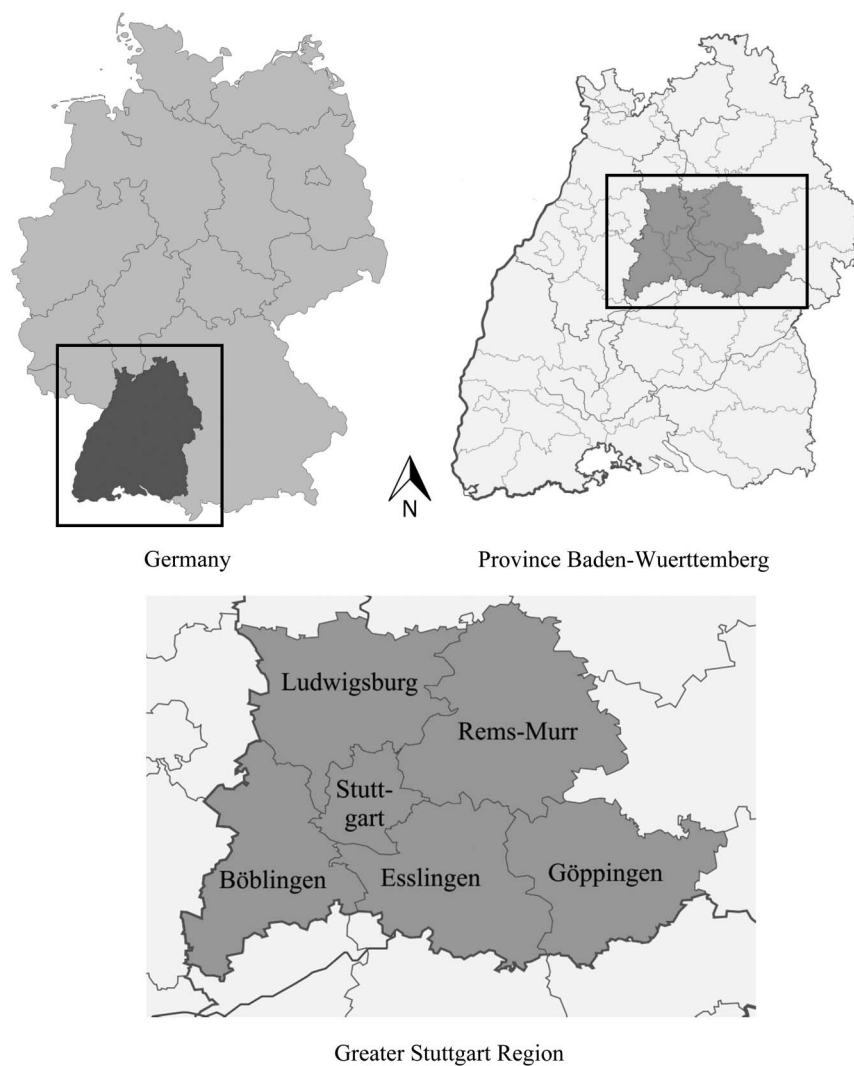 N
Germany
Province Baden-Wuerttemberg
Ludwigsburg
Rems-Murr
Stutt-
gart
Böblingen
Esslingen
Göppingen
Greater Stuttgart Region